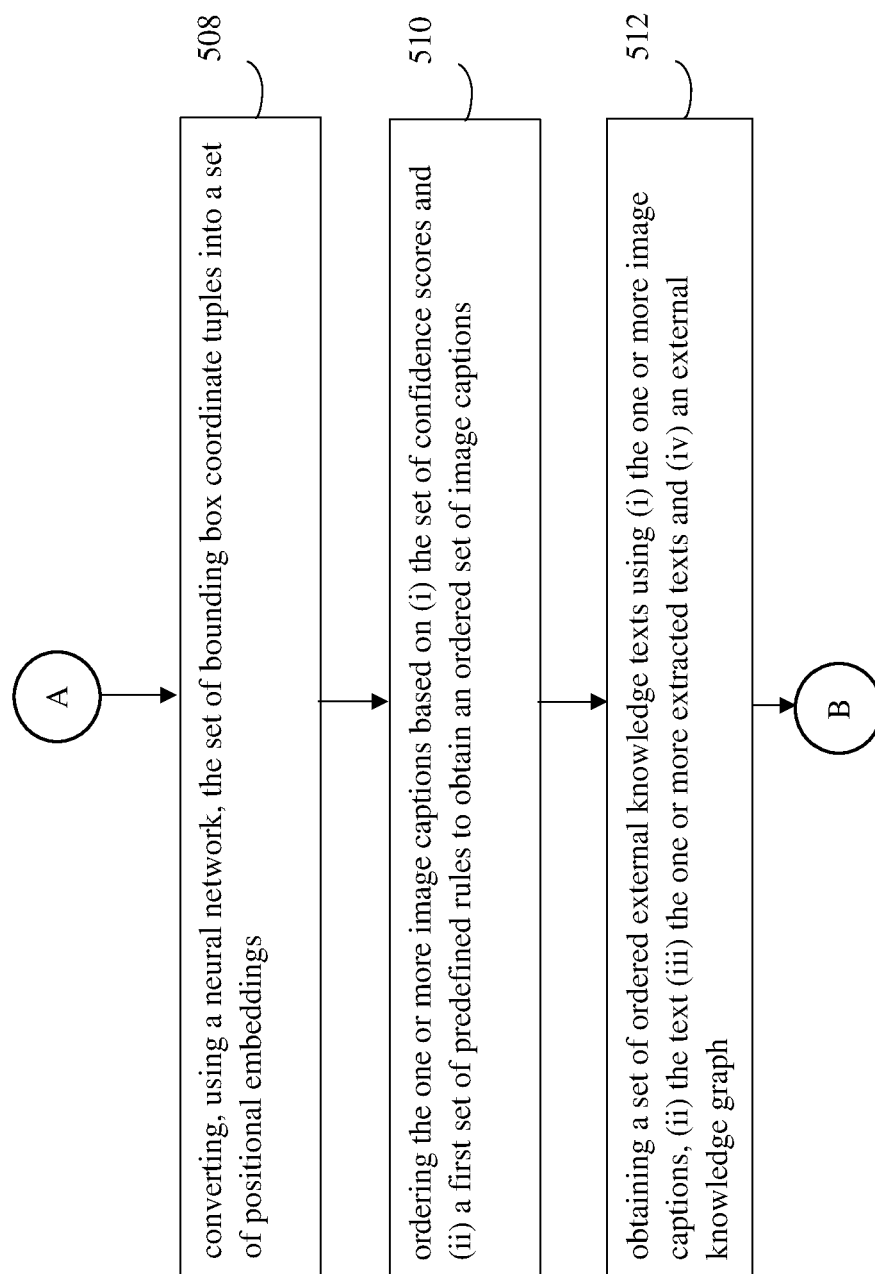 A
508
converting, using a neural network, the set of bounding box coordinate tuples into a set
of positional embeddings
510
ordering the one or more image captions based on (i) the set of confidence scores and
(ii) a first set of predefined rules to obtain an ordered set of image captions
512
obtaining a set of ordered external knowledge texts using (i) the one or more image
captions, (ii) the text (iii) the one or more extracted texts and (iv) an external
knowledge graph
B